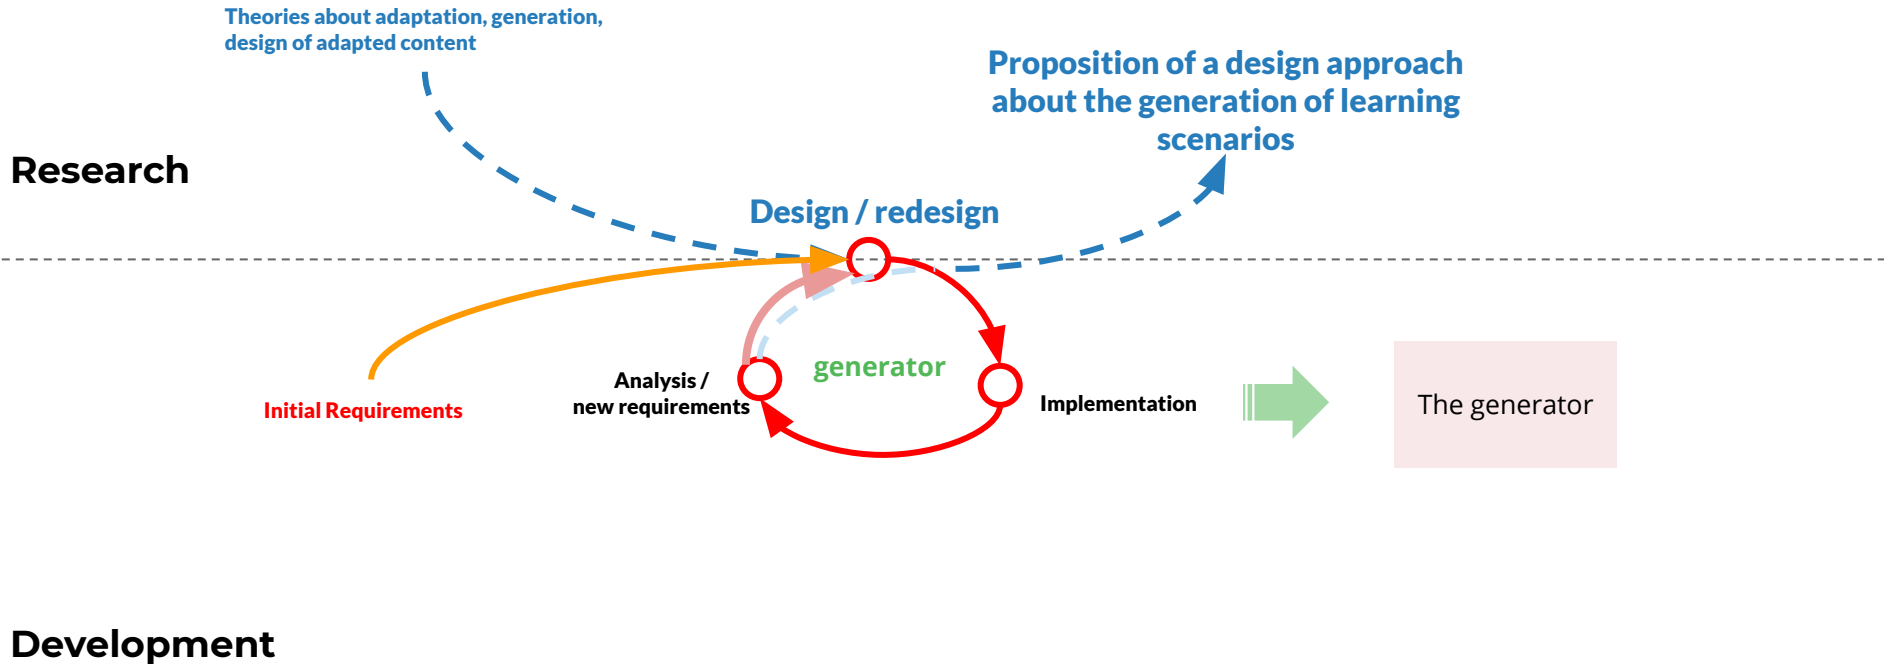 Theories about adaptation, generation,
design of adapted content
Proposition of a design approach
about the generation of learning
scenarios
Research
Design / redesign
generator
Analysis /
new requirements
Initial Requirements
Implementation
The generator
Development